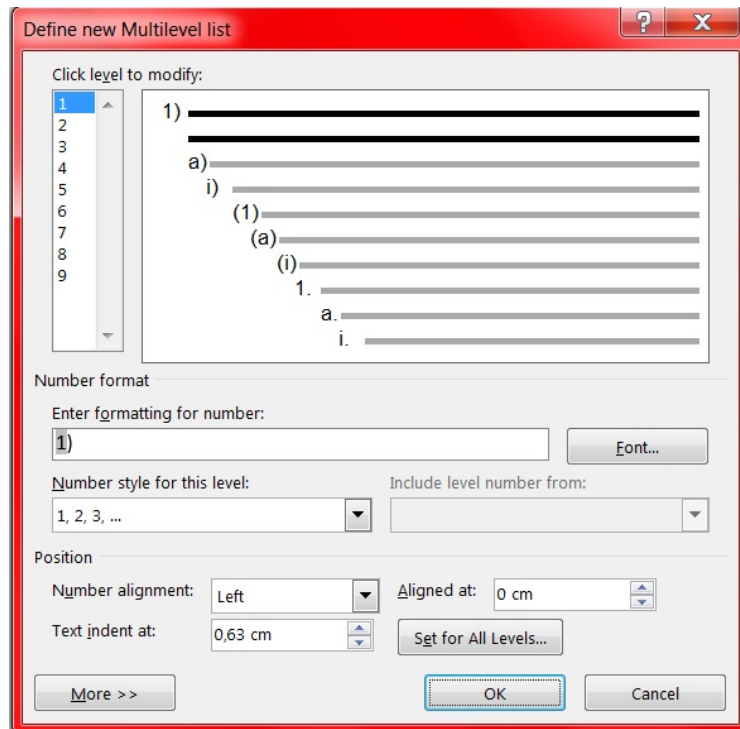 Define new Multilevel list
Click level to modify:
1
2
3
4
5
6
7
8
9
1)
a)
i)
(1)
(a)
(i)
1.
a.
i.
Number format
Enter formatting for number:
1)
Font...
Number style for this level:
Include level number from:
1, 2, 3, ...
Position
Number alignment:
Left
Aligned at:
0 cm
Text indent at:
0,63 cm
Set for All Levels...
More >>
OK
Cancel